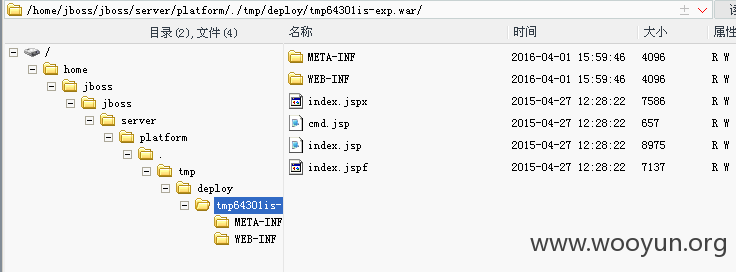 /home/jboss/jboss/server/platform/./tmp/deploy/tmp64301is-exp.war/
目录(2),文件(4)
名称 时间 大小 属性
/
home
jboss
jboss
server
platform
.
tmp
deploy
tmp64301is-
META-INF
WEB-INF
META-INF 2016-04-01 15:59:46 4096 R W
WEB-INF 2016-04-01 15:59:46 4096 R W
index.jspx 2015-04-27 12:28:22 7586 R W
cmd.jsp 2015-04-27 12:28:22 657 R W
index.jsp 2015-04-27 12:28:22 8975 R W
index.jspf 2015-04-27 12:28:22 7137 R W
www.wooyun.org